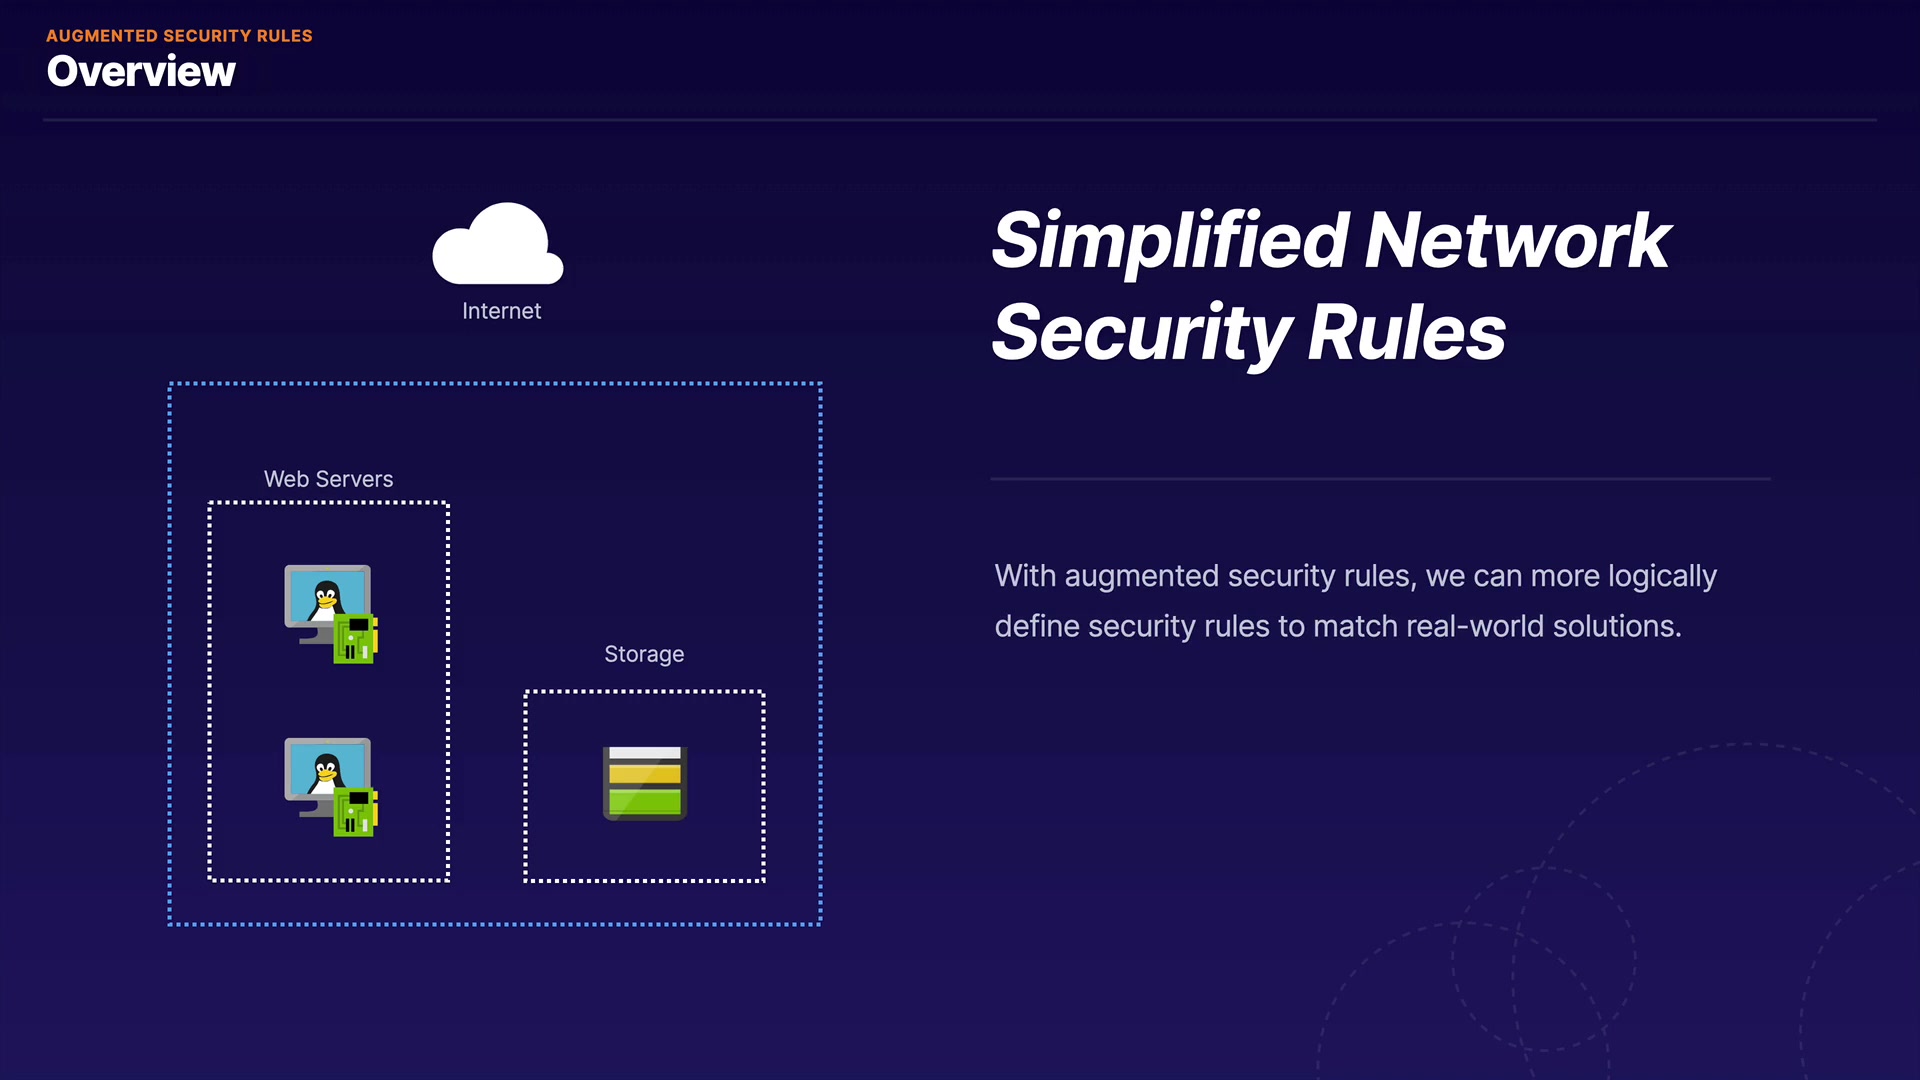 AUGMENTED SECURITY RULES
Overview
Internet
Web Servers
Storage
Simplified Network
Security Rules
With augmented security rules, we can more logically
define security rules to match real-world solutions.